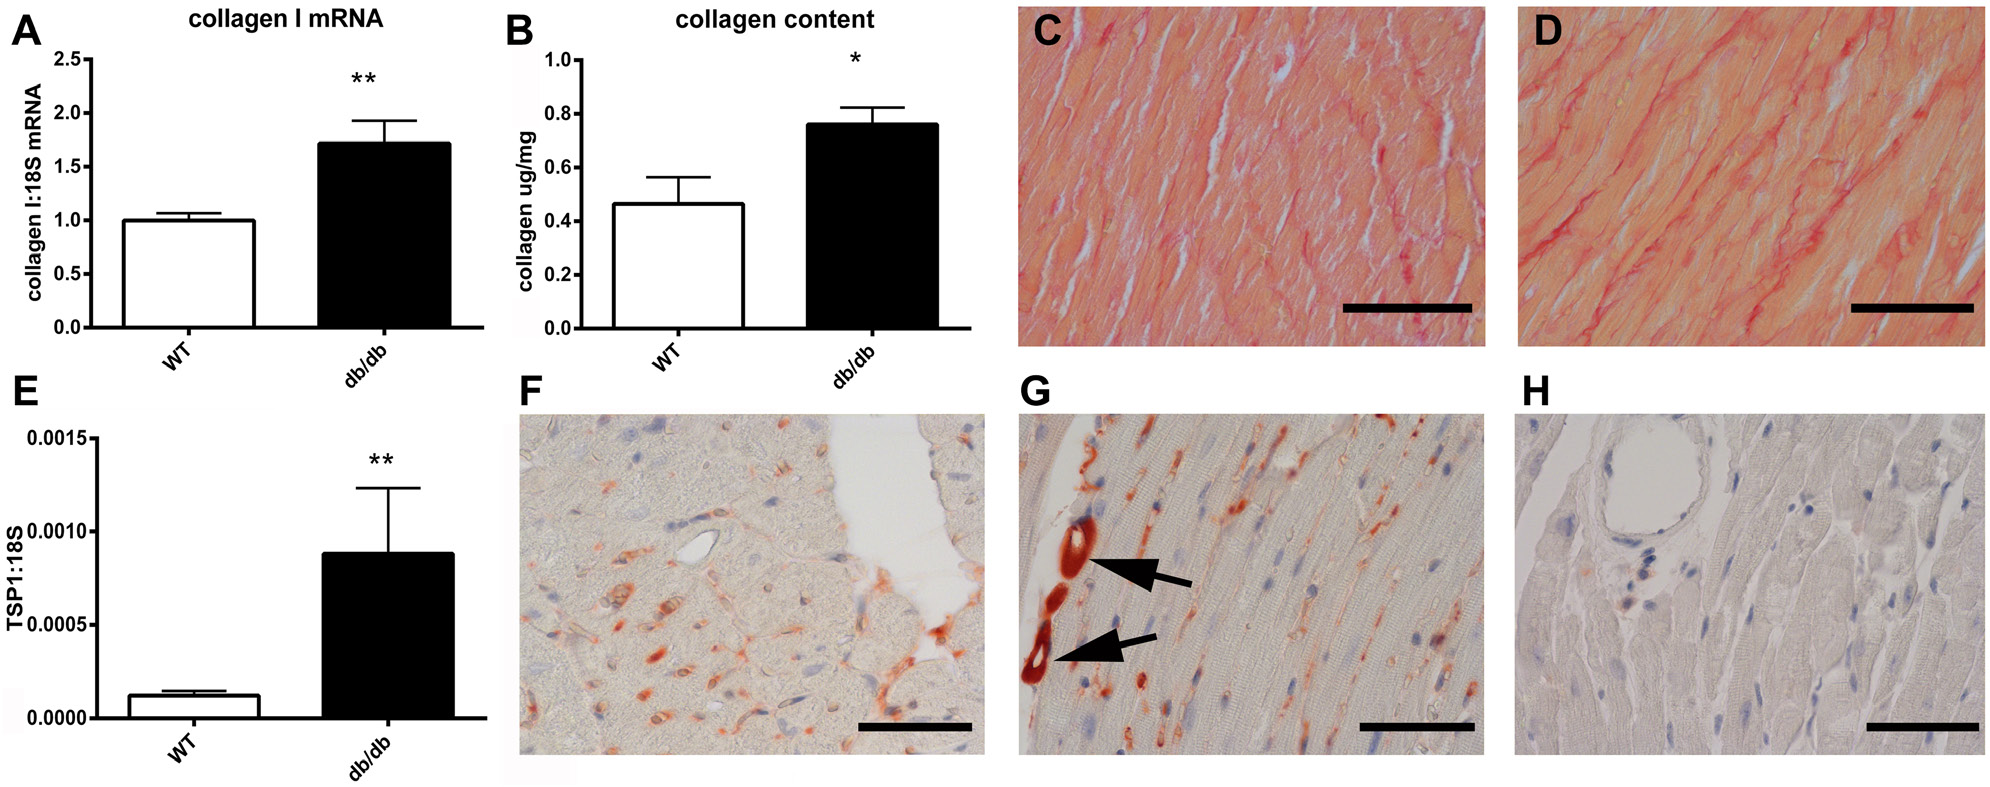 A
collagen I mRNA
collagen I:18S mRNA
2.5
2.0
1.5
1.0
0.5
0.0
**
WT
db/db
B
collagen content
collagen ug/mg
1.0
0.8
0.6
0.4
0.2
0.0
*
WT
db/db
C
D
E
TSP1:18S
0.0015
0.0010
0.0005
0.0000
**
WT
db/db
F
G
H